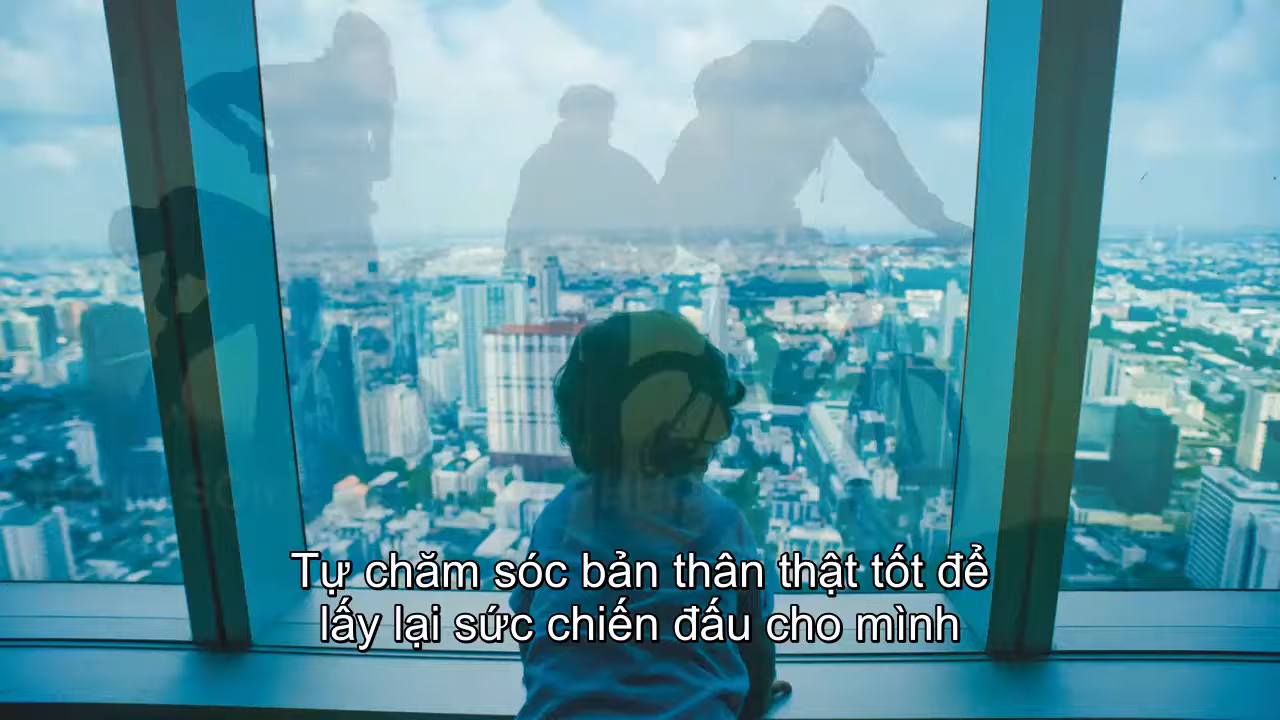 Tự chăm sóc bản thân thật tốt để
lấy lại sức chiến đấu cho mình